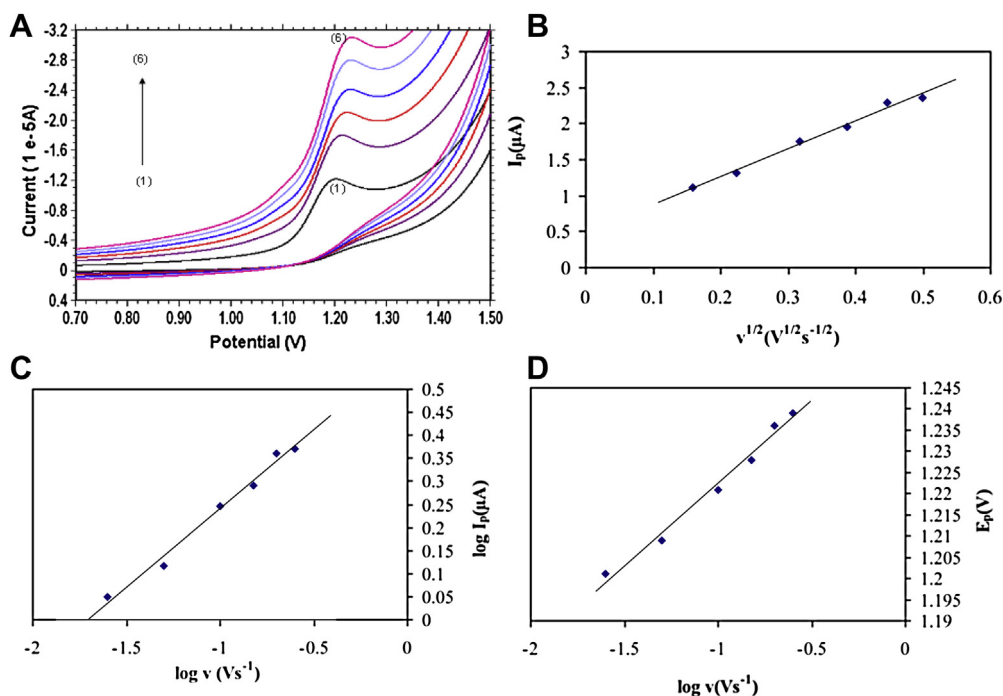 A
Current ( 1 e- 5A)
-3.2
-2.8
-2.4
-2.0
-1.6
-1.2
-0.8
-0.4
0
0.4
(6)
(1)
(6)
(1)
0.70 0.80 0.90 1.00 1.10 1.20 1.30 1.40 1.50
Potential (V)
B
Ip(µA)
3
2.5
2
1.5
1
0.5
0
0 0.1 0.2 0.3 0.4 0.5 0.6
v1/2(V1/2s-1/2)
C
0.5
0.45
0.4
0.35
0.3
0.25
0.2
0.15
0.1
0.05
0
log Ip(µA)
-2 -1.5 -1 -0.5 0
log v (Vs-1)
D
1.245
1.24
1.235
1.23
1.225
1.22
1.215
1.21
1.205
1.2
1.195
1.19
Ep(V)
-2 -1.5 -1 -0.5 0
log v(Vs-1)